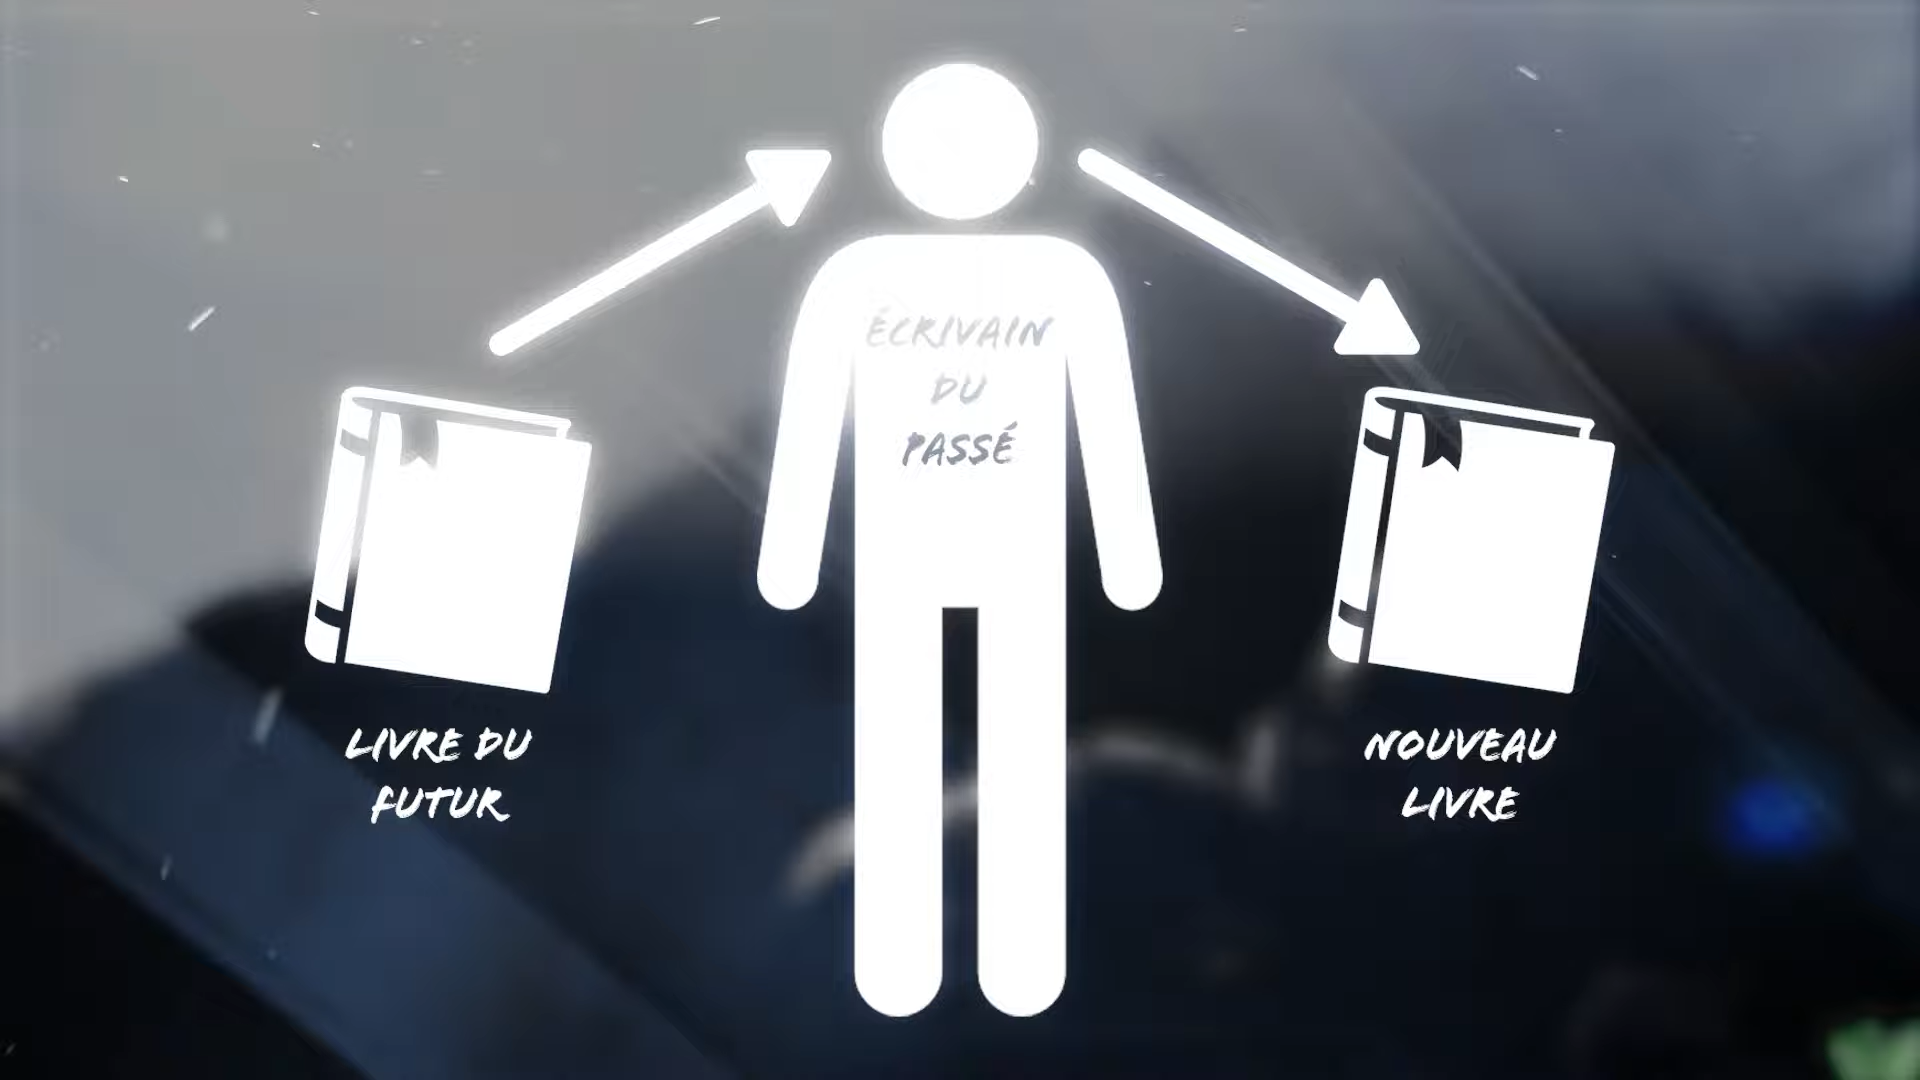 ÉCRIVAIN
DU
PASSÉ
LIVRE DU
FUTUR
NOUVEAU
LIVRE